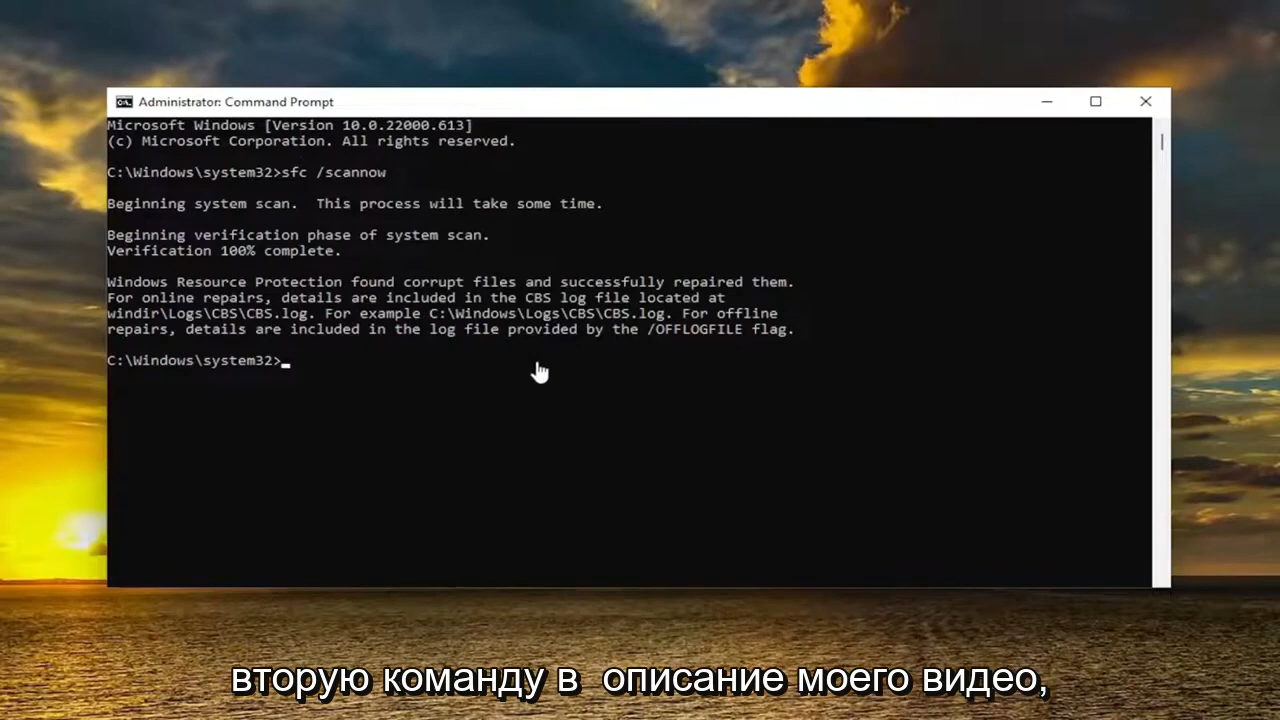 Administrator: Command Prompt
Microsoft Windows [Version 10.0.22000.613]
(c) Microsoft Corporation. All rights reserved.
C:\Windows\system32>sfc /scannow
Beginning system scan.  This process will take some time.
Beginning verification phase of system scan.
Verification 100% complete.
Windows Resource Protection found corrupt files and successfully repaired them.
For online repairs, details are included in the CBS log file located at
windir\Logs\CBS\CBS.log. For example C:\Windows\Logs\CBS\CBS.log. For offline
repairs, details are included in the log file provided by the /OFFLOGFILE flag.
C:\Windows\system32>
вторую команду в  описание моего видео,